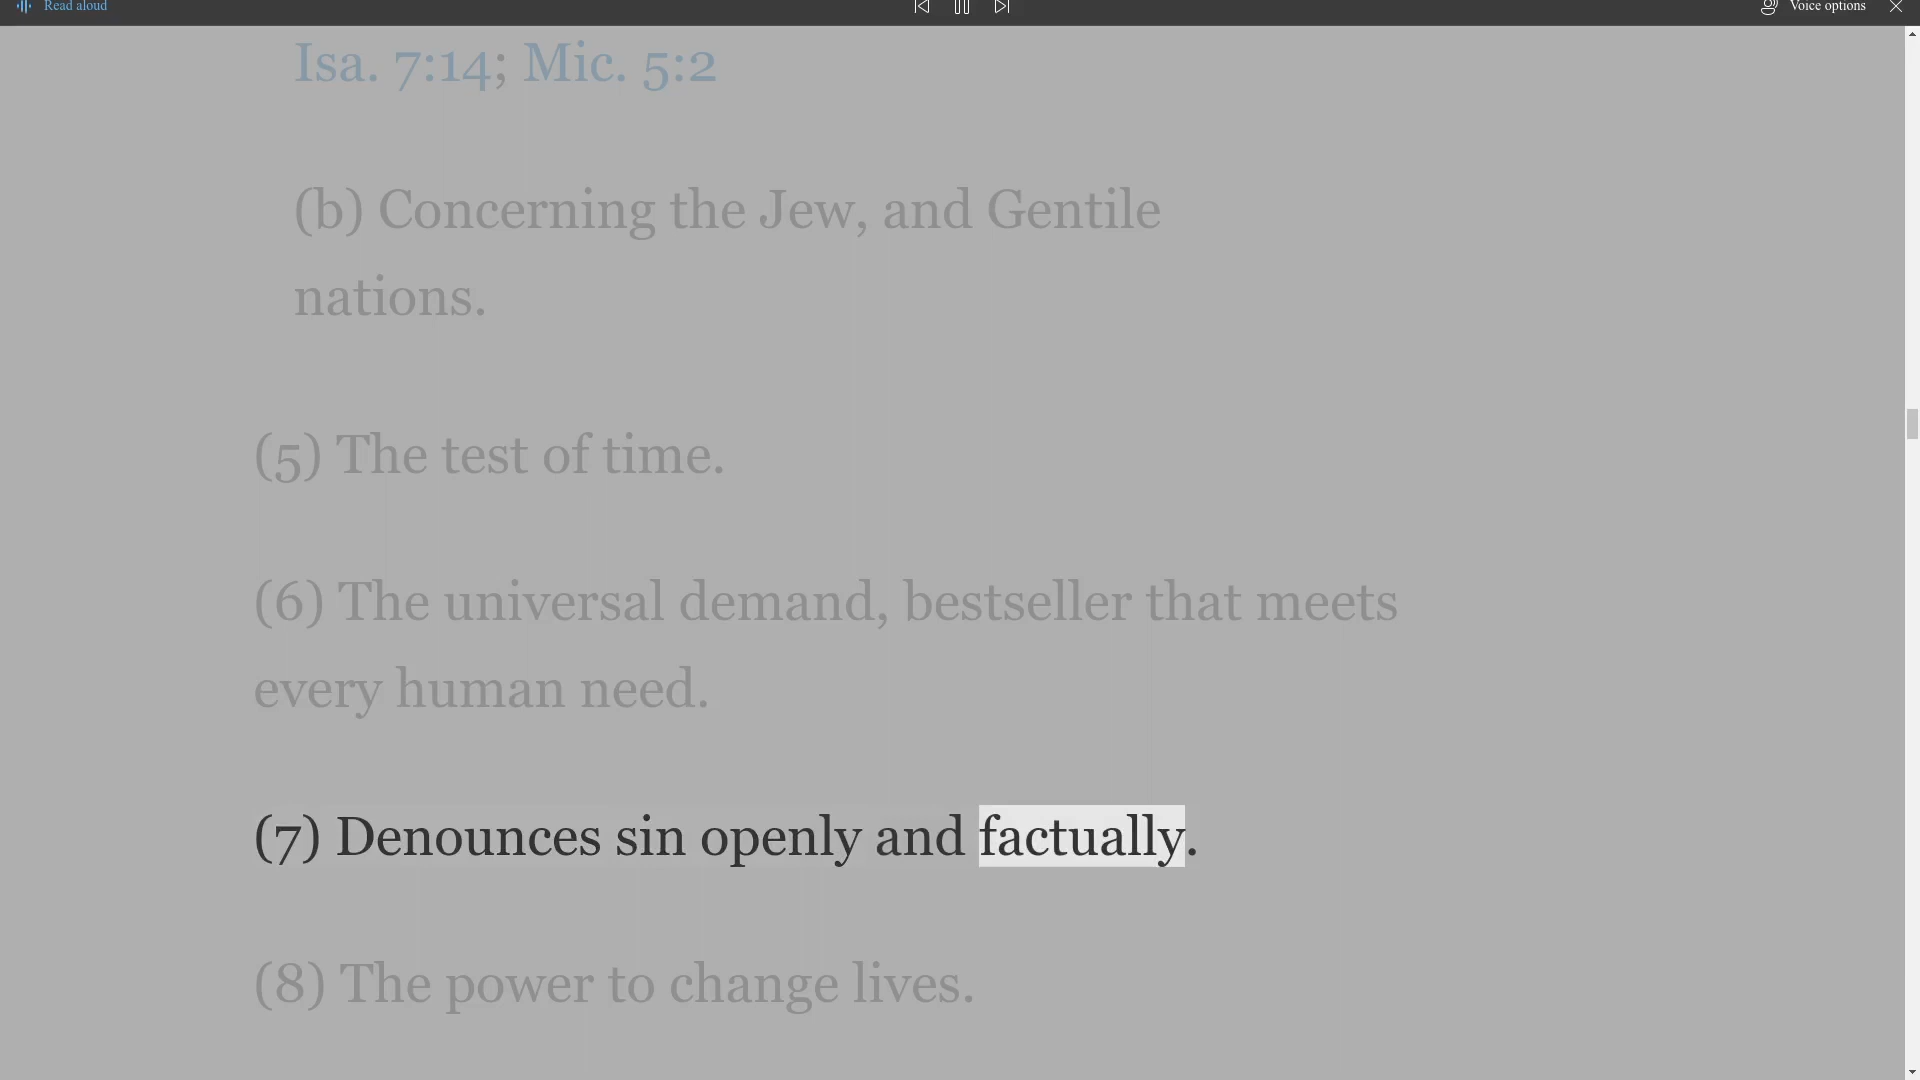 Read aloud
Voice options
Isa. 7:14; Mic. 5:2
(b) Concerning the Jew, and Gentile
nations.
(5) The test of time.
(6) The universal demand, bestseller that meets
every human need.
(7) Denounces sin openly and factually.
(8) The power to change lives.